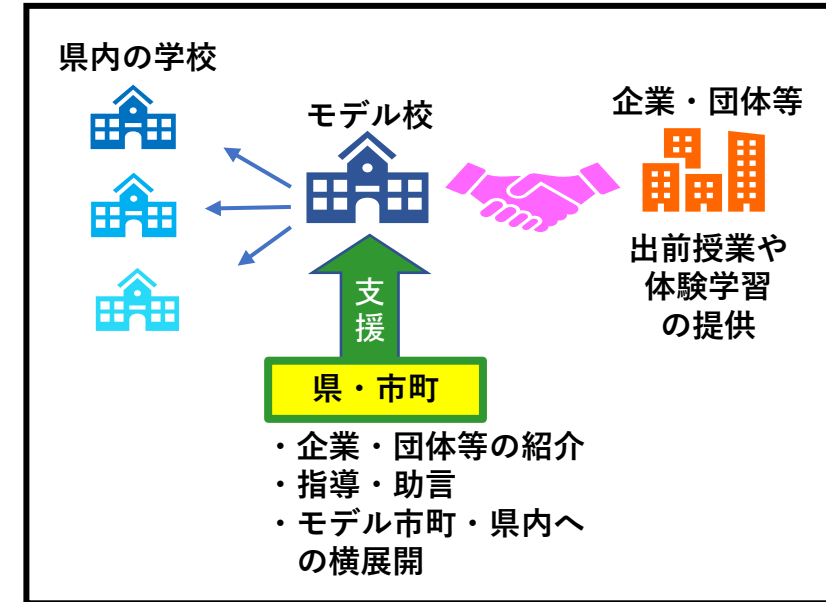 県内の学校
モデル校
企業・団体等
出前授業や
体験学習
の提供
支
援
県・市町
・企業・団体等の紹介
・指導・助言
・モデル市町・県内へ
の横展開